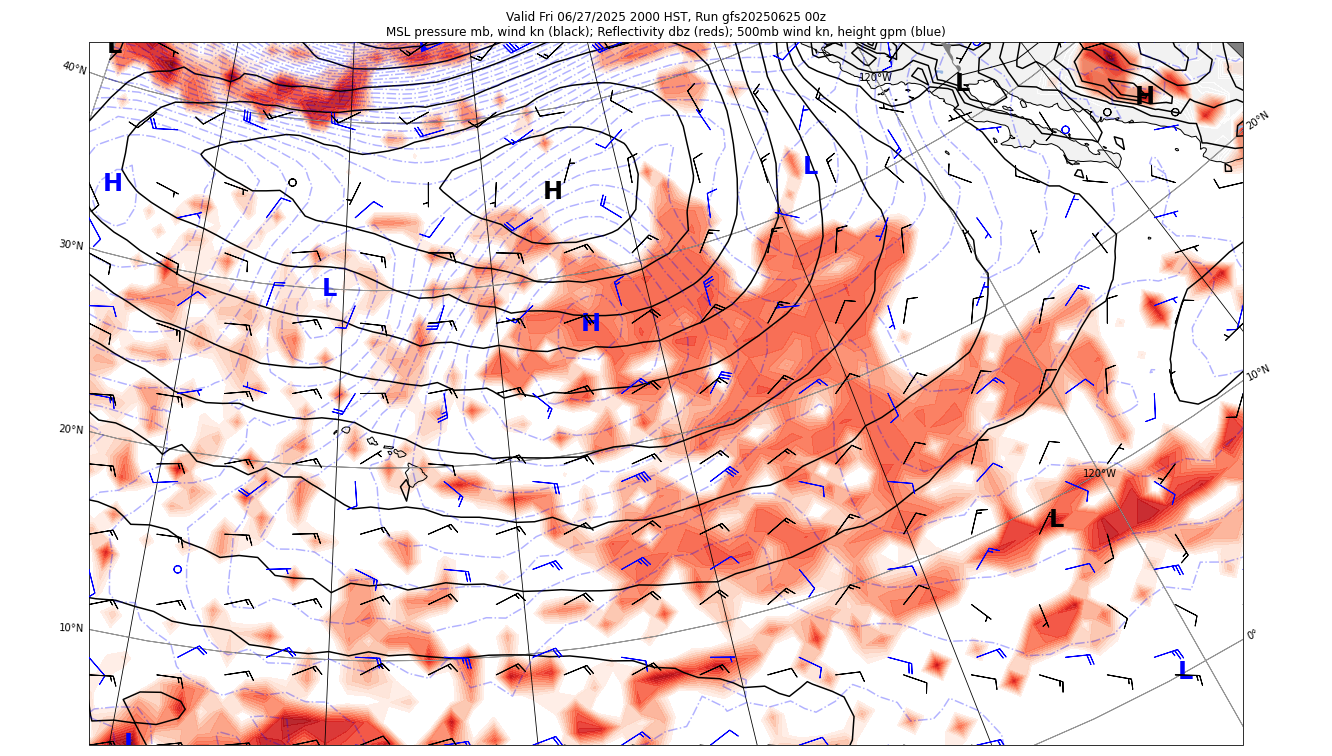 Valid Fri 06/27/2025 2000 HST, Run gfs20250625 00z
MSL pressure mb, wind kn (black); Reflectivity dbz (reds); 500mb wind kn, height gpm (blue)
L
40°N
120°W
L
H
20°N
L
H
H
30°N
L
H
10°N
20°N
120°W
L
10°N
0°
L
L